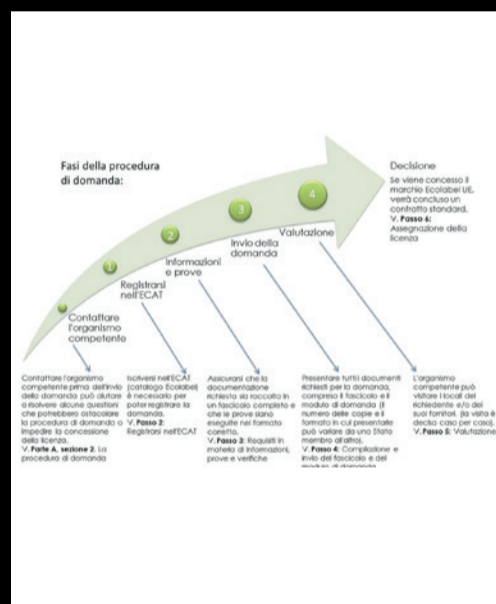 Fasi della procedura
di domanda:
Decisione
Se viene concesso il
marchio Ecolabel UE,
verrà concluso un
contratto standard.
V. Passo 6:
Assegnazione della
licenza
4
Valutazione
3
Invio della
domanda
2
Informazioni
e prove
1
Registrarsi
nell'ECAT
0
Contattare
l'organismo
competente
Contattare l'organismo
competente prima dell'invio
della domanda può aiutare
a risolvere alcune questioni
che potrebbero ostacolare
la procedura di domanda o
impedire la concessione
della licenza.
V. Parte A, sezione 2. La
procedura di domanda
Iscriversi nell'ECAT
(catalogo Ecolabel)
è necessario per
poter registrare la
domanda.
V. Passo 2:
Registrarsi nell'ECAT
Assicurarsi che la
documentazione
richiesta sia raccolta in
un fascicolo completo e
che le prove siano
eseguite nel formato
corretto.
V. Passo 3: Requisiti in
materia di informazioni,
prove e verifiche
Presentare tutti i documenti
richiesti per la domanda,
compreso il fascicolo e il
modulo di domanda (il
numero delle copie e il
formato in cui presentarle
può variare da uno Stato
membro all'altro).
V. Passo 4: Compilazione e
invio del fascicolo e del
modulo di domanda
L'organismo
competente può
visitare i locali del
richiedente e/o dei
suoi fornitori. (la visita è
decisa caso per caso).
V. Passo 5: Valutazione